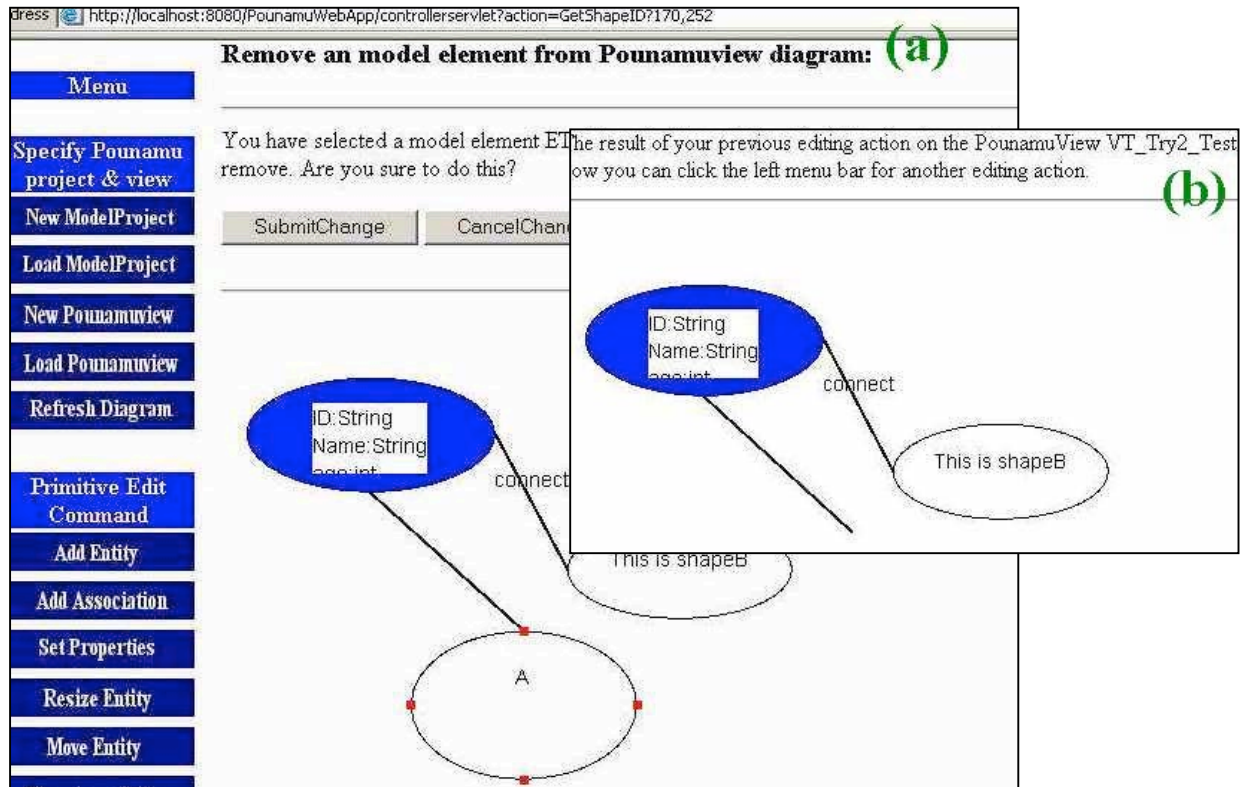 dress http://localhost:8080/PounamuWebApp/controllerservlet?action=GetShapeID?170,252
Remove an model element from Pounamuview diagram: (a)
Menu
Specify Pounamu
project & view
New ModelProject
Load ModelProject
New Pounamuview
Load Pounamuview
Refresh Diagram
Primitive Edit
Command
Add Entity
Add Association
Set Properties
Resize Entity
Move Entity
You have selected a model element
remove. Are you sure to do this?
SubmitChange CancelChan
ID:String
Name:String
age:int
connect
This is shapeB
A
he result of your previous editing action on the PounamuView VT_Try2_Test
ow you can click the left menu bar for another editing action.
(b)
ID:String
Name:String
age:int
connect
This is shapeB